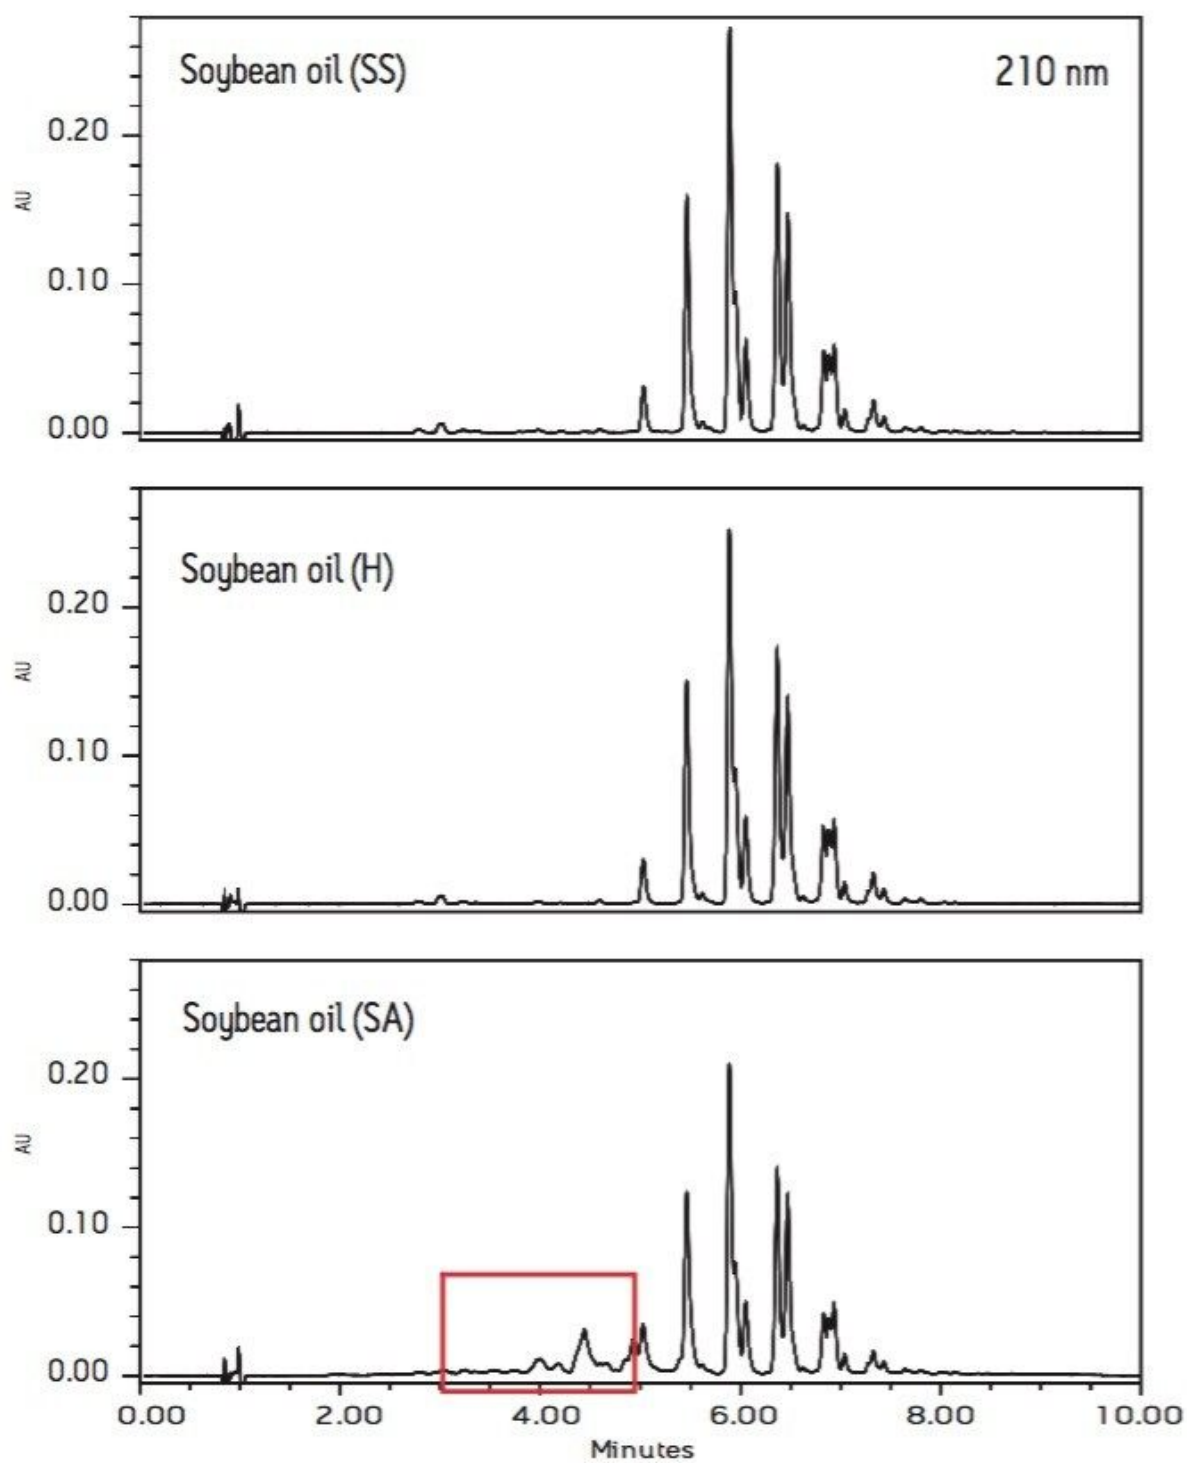 Soybean oil (SS)
210 nm
0.20
AU
0.10
0.00
Soybean oil (H)
0.20
AU
0.10
0.00
Soybean oil (SA)
0.20
AU
0.10
0.00
0.00 2.00 4.00 6.00 8.00 10.00
Minutes